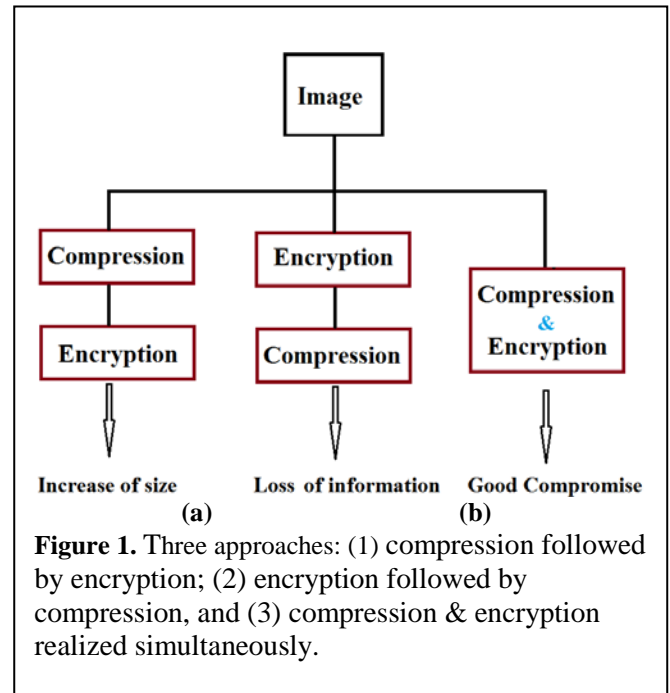 Image
Compression
Encryption
Encryption
Compression
Compression
&
Encryption
Increase of size
Loss of information
Good Compromise
(a)
(b)
Figure 1. Three approaches: (1) compression followed
by encryption; (2) encryption followed by
compression, and (3) compression & encryption
realized simultaneously.